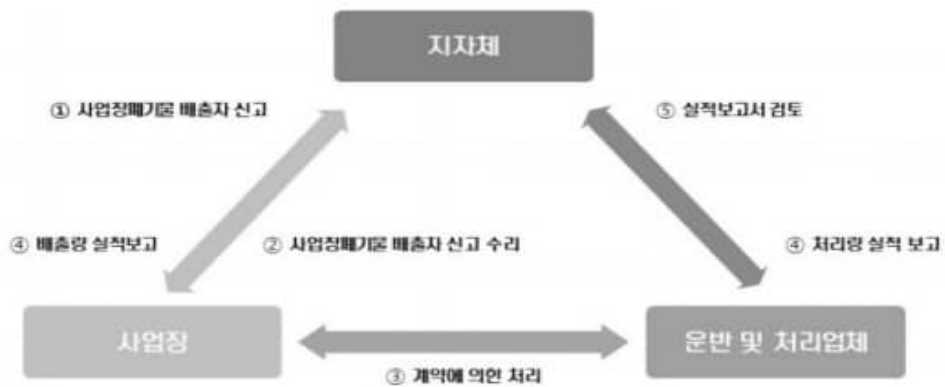 지자체
① 사업장폐기물 배출자 신고
⑤ 실적보고서 검토
④ 배출량 실적보고
② 사업장폐기물 배출자 신고 수리
④ 처리량 실적 보고
사업장
운반 및 처리업체
③ 계약에 의한 처리